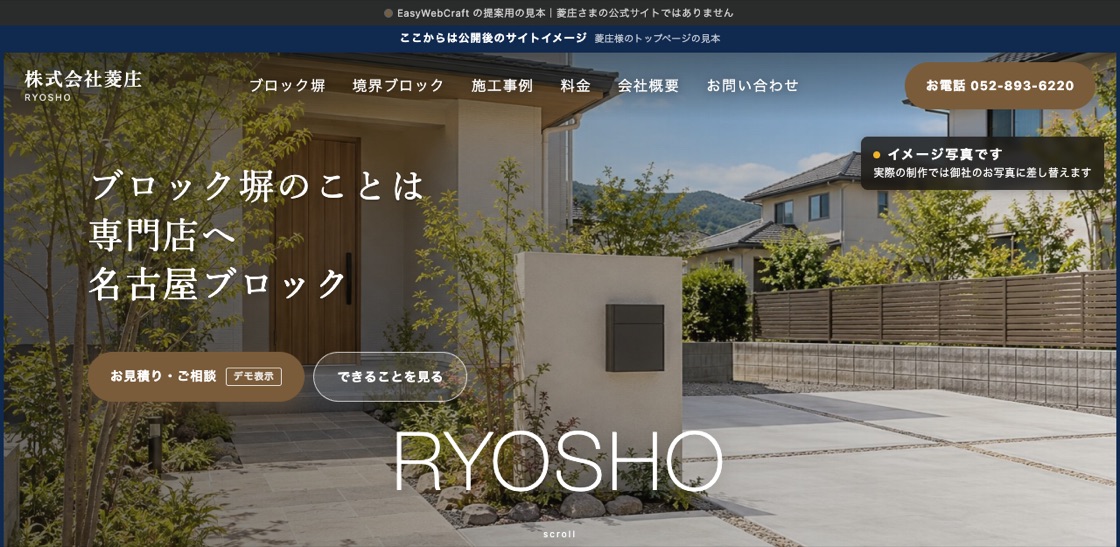 EasyWebCraft の提案用の見本｜菱庄さまの公式サイトではありません
ここからは公開後のサイトイメージ 菱庄様のトップページの見本
株式会社菱庄
RYOSHO
ブロック塀 境界ブロック 施工事例 料金 会社概要 お問い合わせ
お電話 052-893-6220
イメージ写真です
実際の制作では御社のお写真に差し替えます
ブロック塀のことは
専門店へ
名古屋ブロック
お見積り・ご相談 デモ表示
できることを見る
RYOSHO
scroll